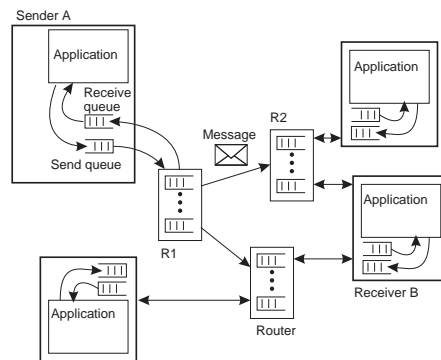 Sender A
Application
Receive
queue
Send queue
Message
R2
Application
Application
R1
Receiver B
Application
Router